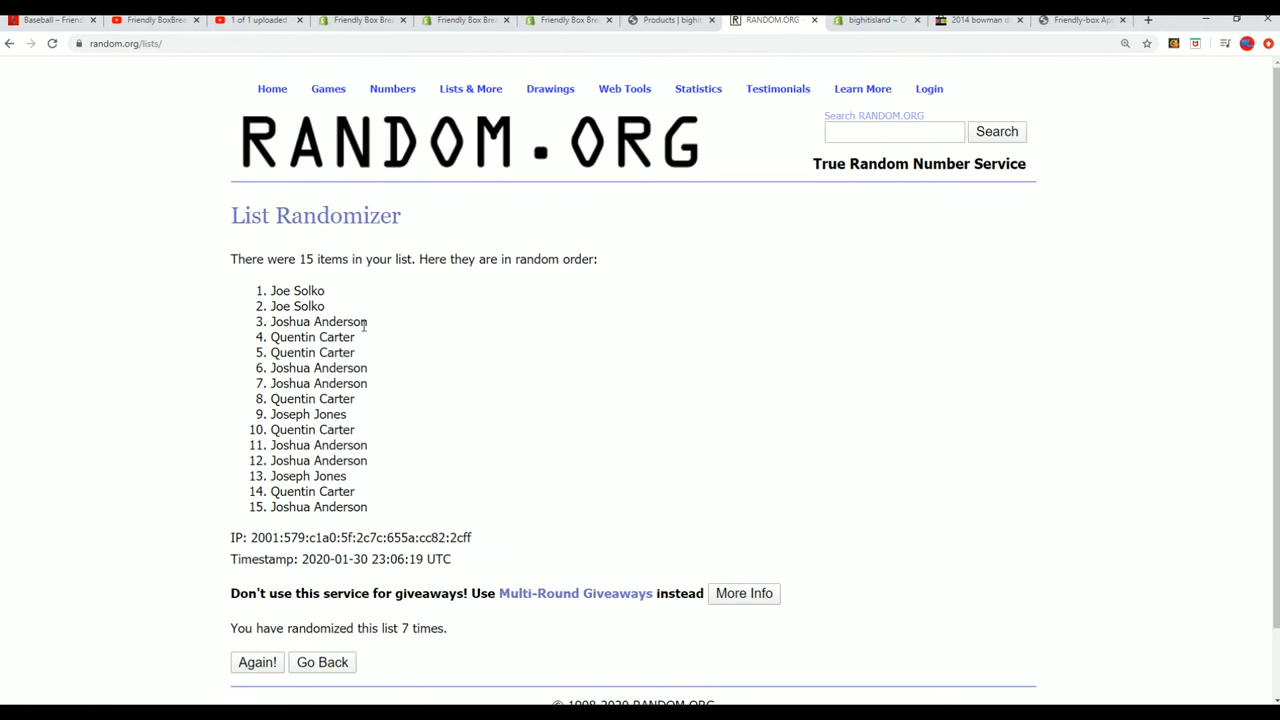 Baseball – Friend
Friendly BoxBrea
1 of 1 uploaded
Friendly Box Brea
Friendly Box Brea
Friendly Box Brea
Products | bighit
RANDOM.ORG -
bighitisland ~ O
2014 bowman d
Friendly-box Ap
random.org/lists/
Home Games Numbers Lists & More Drawings Web Tools Statistics Testimonials Learn More Login
Search RANDOM.ORG
RANDOM.ORG
Search
True Random Number Service
List Randomizer
There were 15 items in your list. Here they are in random order:
1. Joe Solko
2. Joe Solko
3. Joshua Anderson
4. Quentin Carter
5. Quentin Carter
6. Joshua Anderson
7. Joshua Anderson
8. Quentin Carter
9. Joseph Jones
10. Quentin Carter
11. Joshua Anderson
12. Joshua Anderson
13. Joseph Jones
14. Quentin Carter
15. Joshua Anderson
IP: 2001:579:c1a0:5f:2c7c:655a:cc82:2cff
Timestamp: 2020-01-30 23:06:19 UTC
Don't use this service for giveaways! Use Multi-Round Giveaways instead More Info
You have randomized this list 7 times.
Again! Go Back
© 1998-2020 RANDOM.ORG